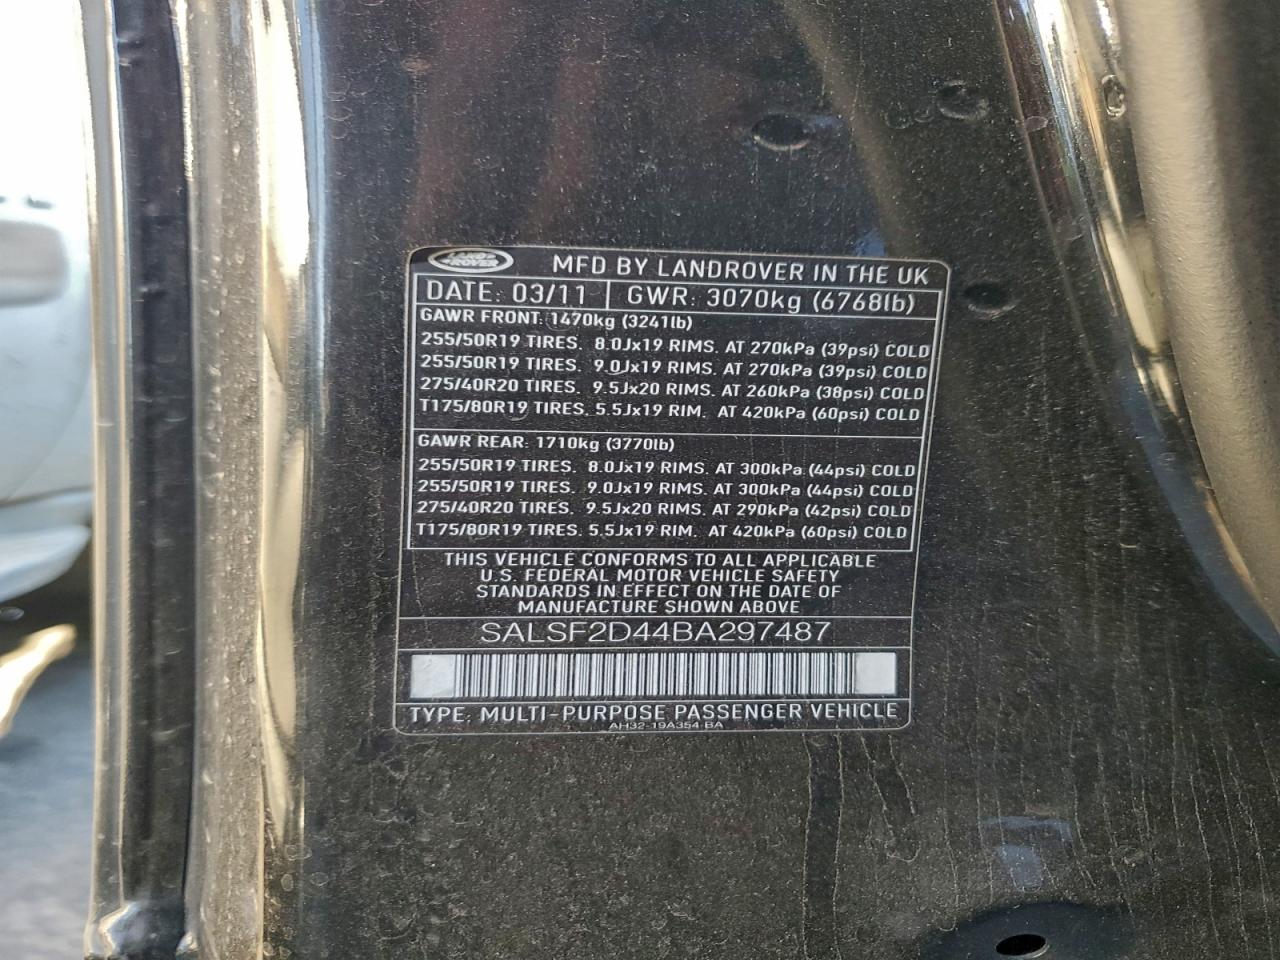 LAND ROVER
MFD BY LANDROVER IN THE UK
DATE: 03/11 GWR: 3070kg (6768lb)
GAWR FRONT: 1470kg (3241lb)
255/50R19 TIRES. 8.0Jx19 RIMS. AT 270kPa (39psi) COLD
255/50R19 TIRES. 9.0Jx19 RIMS. AT 270kPa (39psi) COLD
275/40R20 TIRES. 9.5Jx20 RIMS. AT 260kPa (38psi) COLD
T175/80R19 TIRES. 5.5Jx19 RIM. AT 420kPa (60psi) COLD
GAWR REAR: 1710kg (3770lb)
255/50R19 TIRES. 8.0Jx19 RIMS. AT 300kPa (44psi) COLD
255/50R19 TIRES. 9.0Jx19 RIMS. AT 300kPa (44psi) COLD
275/40R20 TIRES. 9.5Jx20 RIMS. AT 290kPa (42psi) COLD
T175/80R19 TIRES. 5.5Jx19 RIM. AT 420kPa (60psi) COLD
THIS VEHICLE CONFORMS TO ALL APPLICABLE
U.S. FEDERAL MOTOR VEHICLE SAFETY
STANDARDS IN EFFECT ON THE DATE OF
MANUFACTURE SHOWN ABOVE
SALSF2D44BA297487
TYPE: MULTI-PURPOSE PASSENGER VEHICLE
AH32-19A354-BA